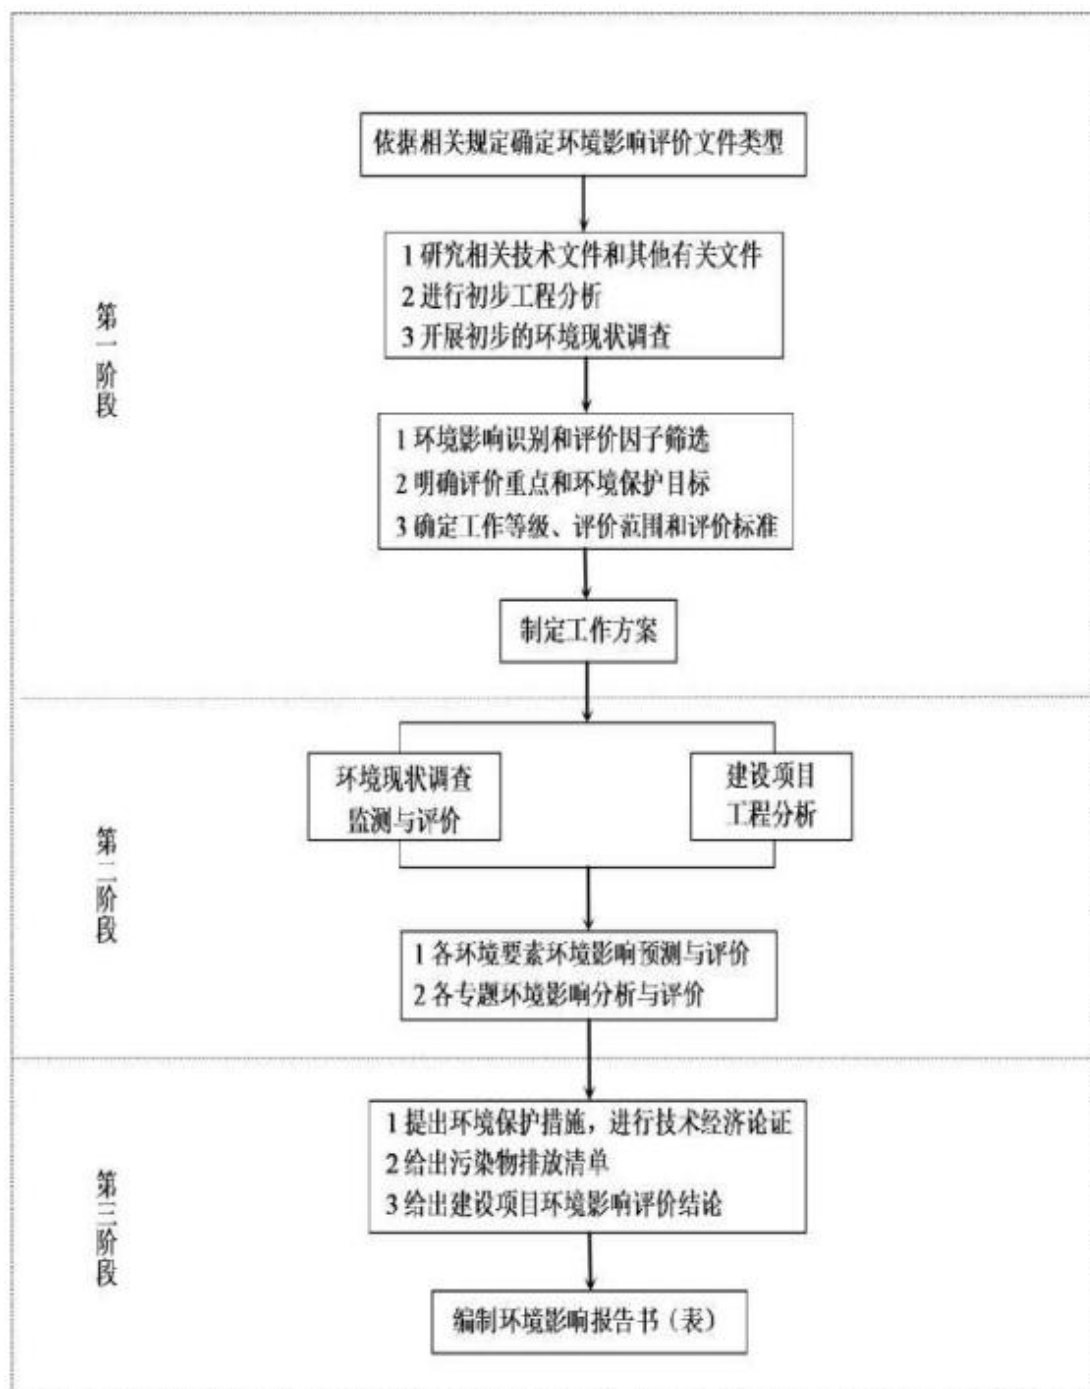 第一阶段
依据相关规定确定环境影响评价文件类型
1 研究相关技术文件和其他有关文件
2 进行初步工程分析
3 开展初步的环境现状调查
1 环境影响识别和评价因子筛选
2 明确评价重点和环境保护目标
3 确定工作等级、评价范围和评价标准
制定工作方案
第二阶段
环境现状调查
监测与评价
建设项目
工程分析
1 各环境要素环境影响预测与评价
2 各专题环境影响分析与评价
第三阶段
1 提出环境保护措施，进行技术经济论证
2 给出污染物排放清单
3 给出建设项目环境影响评价结论
编制环境影响报告书（表）